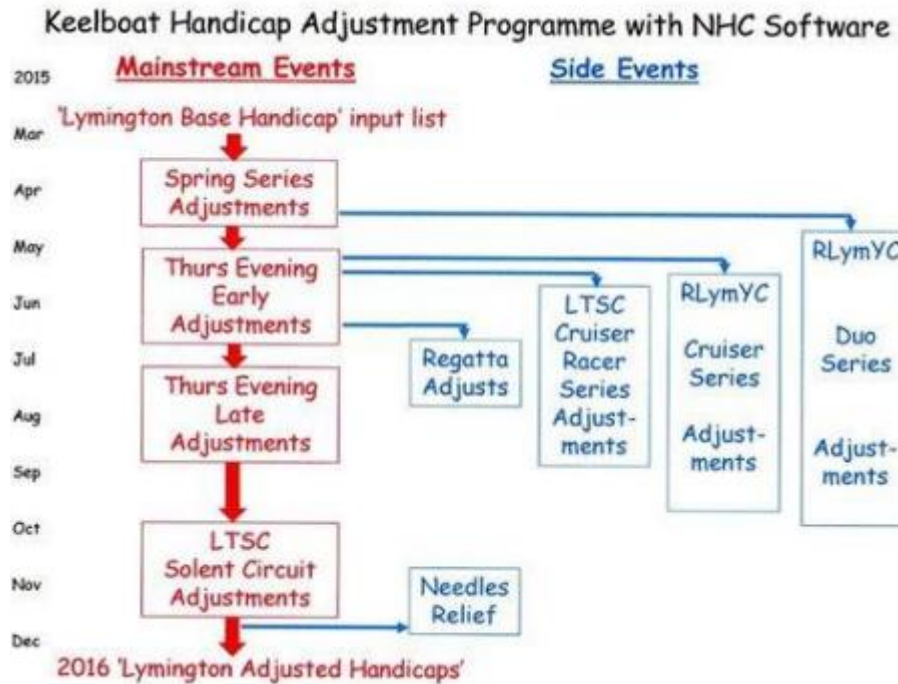 Keelboat Handicap Adjustment Programme with NHC Software
2015
Mainstream Events
Side Events
'Lymington Base Handicap' input list
Mar
Apr
May
Jun
Jul
Aug
Sep
Oct
Nov
Dec
Spring Series
Adjustments
Thurs Evening
Early
Adjustments
Thurs Evening
Late
Adjustments
LTSC
Solent Circuit
Adjustments
2016 'Lymington Adjusted Handicaps'
Regatta
Adjusts
LTSC
Cruiser
Racer
Series
Adjust-
ments
RLymYC
Cruiser
Series
Adjust-
ments
RLymYC
Duo
Series
Adjust-
ments
Needles
Relief